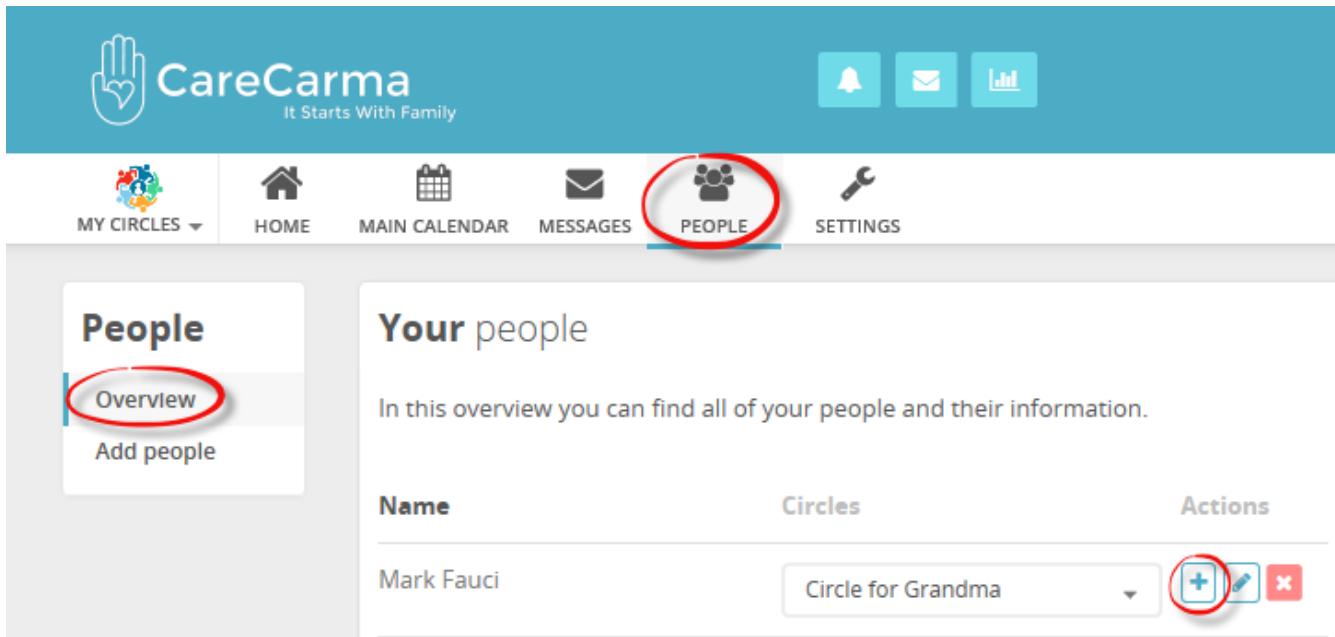 CareCarma
It Starts With Family
MY CIRCLES
HOME
MAIN CALENDAR
MESSAGES
PEOPLE
SETTINGS
People
Overview
Add people
Your people
In this overview you can find all of your people and their information.
Name Circles Actions
Mark Fauci Circle for Grandma